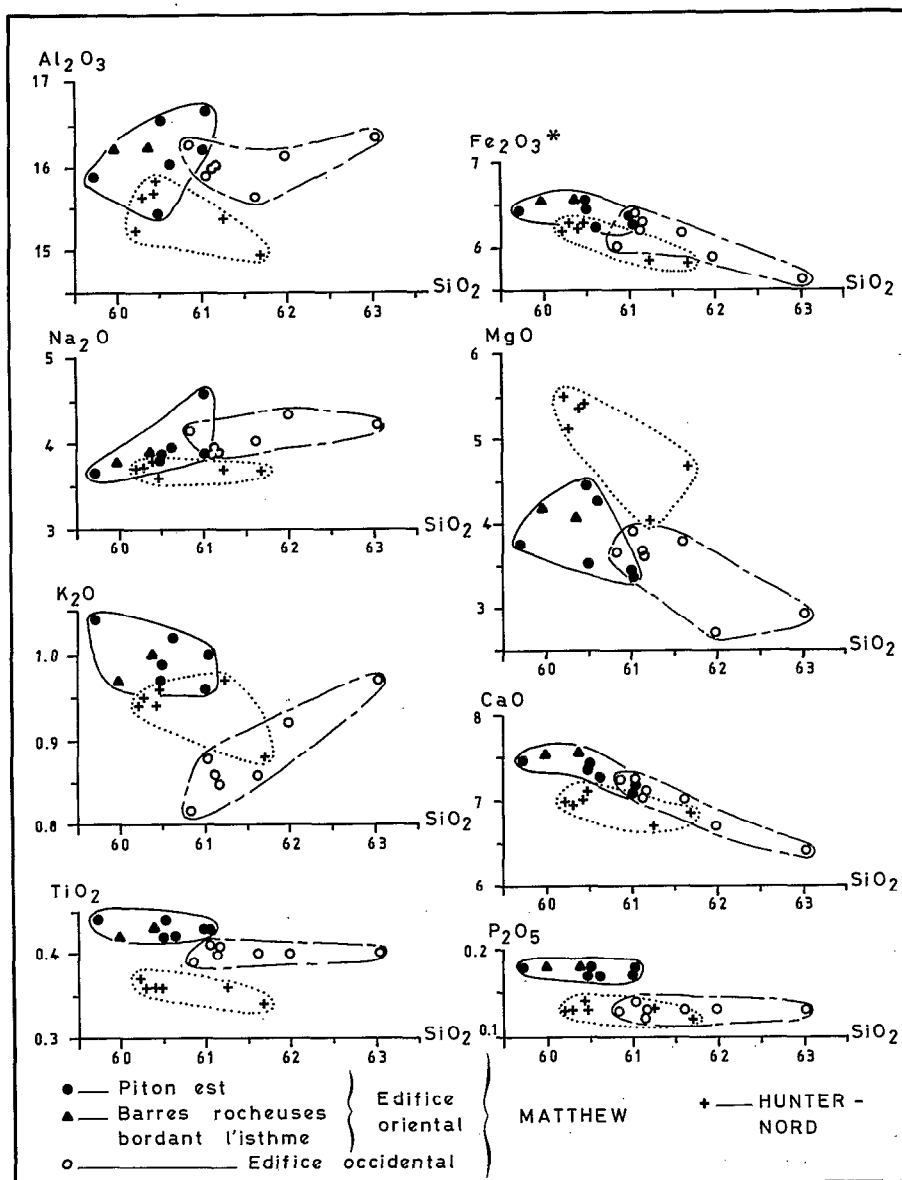 Al₂O₃
17
16
15
SiO₂
60 61 62 63
Fe₂O₃*
7
6
SiO₂
60 61 62 63
Na₂O
5
4
3
SiO₂
60 61 62 63
MgO
6
5
4
3
SiO₂
60 61 62 63
K₂O
1.0
0.9
0.8
SiO₂
60 61 62 63
CaO
8
7
6
SiO₂
60 61 62 63
TiO₂
0.4
0.3
SiO₂
60 61 62 63
P₂O₅
0.2
0.1
SiO₂
60 61 62 63
Piton est
Barres rocheuses
bordant l'isthme
Edifice
oriental
Edifice occidental
MATTHEW
HUNTER-
NORD